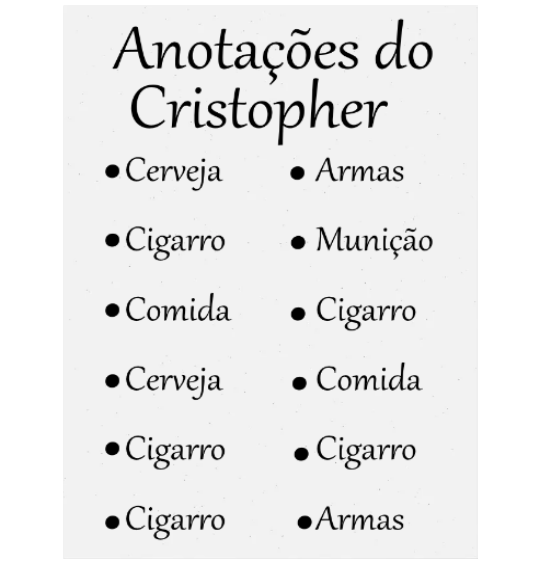 Anotações do
Cristopher
• Cerveja
• Cigarro
• Comida
• Cerveja
• Cigarro
• Cigarro
• Armas
• Munição
• Cigarro
• Comida
• Cigarro
• Armas